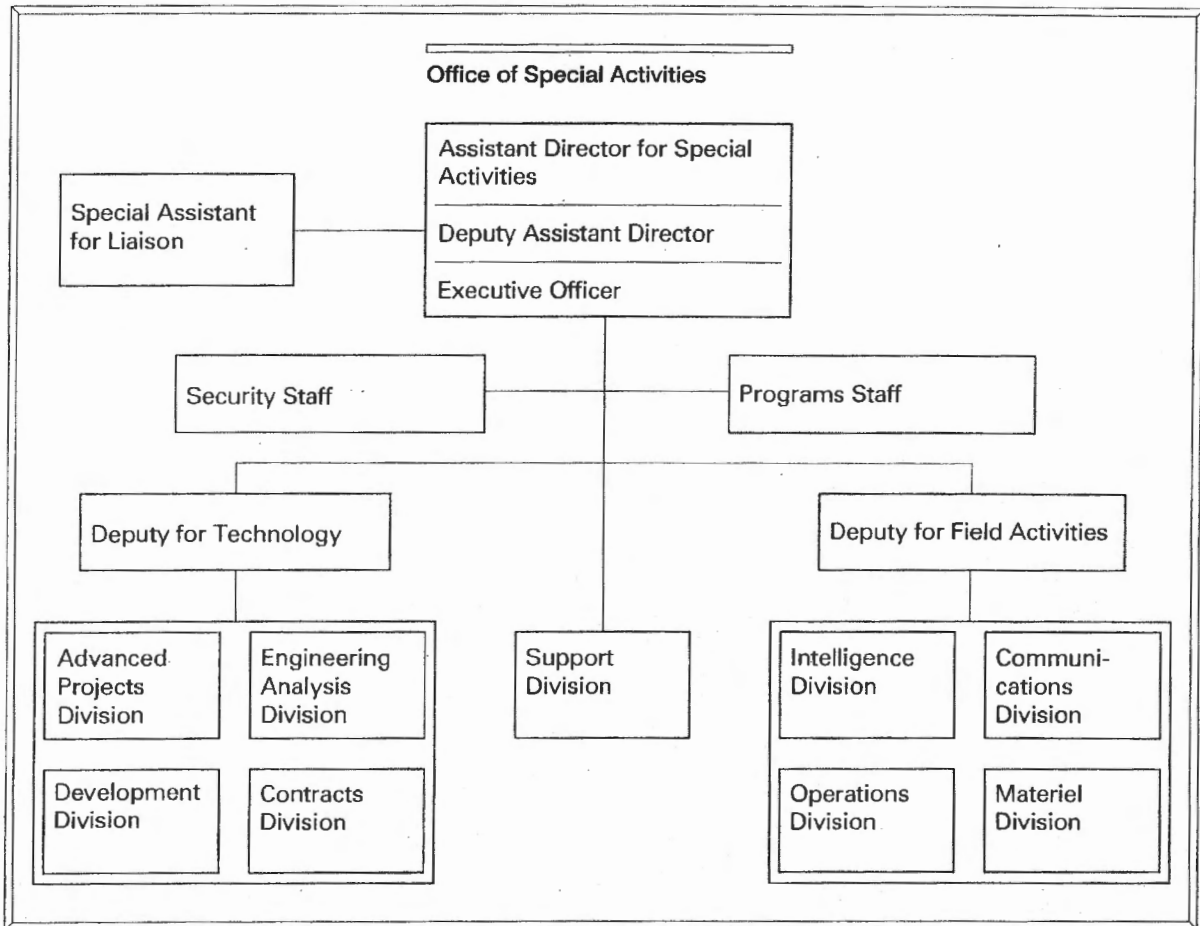 Office of Special Activities
Assistant Director for Special
Activities
Deputy Assistant Director
Executive Officer
Special Assistant
for Liaison
Security Staff
Programs Staff
Deputy for Technology
Deputy for Field Activities
Advanced
Projects
Division
Engineering
Analysis
Division
Development
Division
Contracts
Division
Support
Division
Intelligence
Division
Communi-
cations
Division
Operations
Division
Materiel
Division